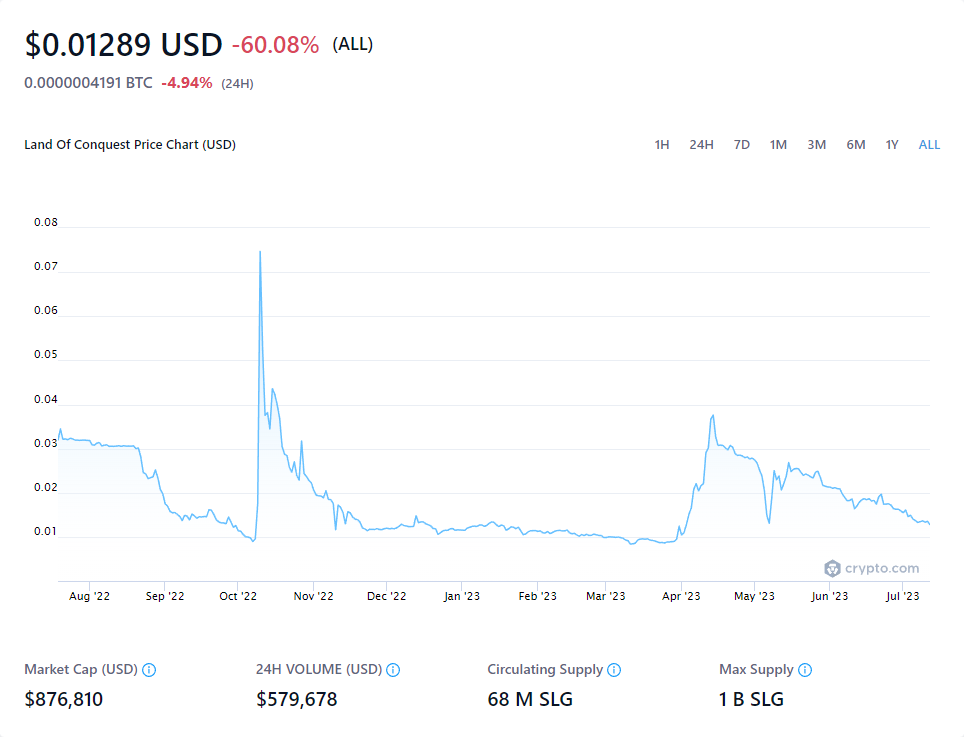 $0.01289 USD -60.08% (ALL)
0.0000004191 BTC -4.94% (24H)
Land Of Conquest Price Chart (USD) 1H 24H 7D 1M 3M 6M 1Y ALL
0.08
0.07
0.06
0.05
0.04
0.03
0.02
0.01
crypto.com
Aug '22 Sep '22 Oct '22 Nov '22 Dec '22 Jan '23 Feb '23 Mar '23 Apr '23 May '23 Jun '23 Jul '23
Market Cap (USD) 24H VOLUME (USD) Circulating Supply Max Supply
$876,810 $579,678 68 M SLG 1 B SLG